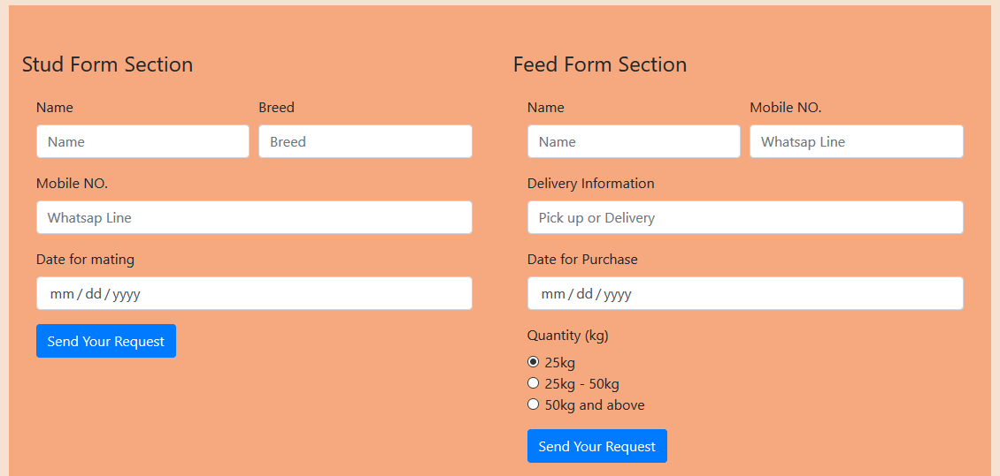 Stud Form Section
Name Breed
Name Breed
Mobile NO.
Whatsap Line
Date for mating
mm/dd/yyyy
Send Your Request
Feed Form Section
Name Mobile NO.
Name Whatsap Line
Delivery Information
Pick up or Delivery
Date for Purchase
mm/dd/yyyy
Quantity (kg)
25kg
25kg - 50kg
50kg and above
Send Your Request